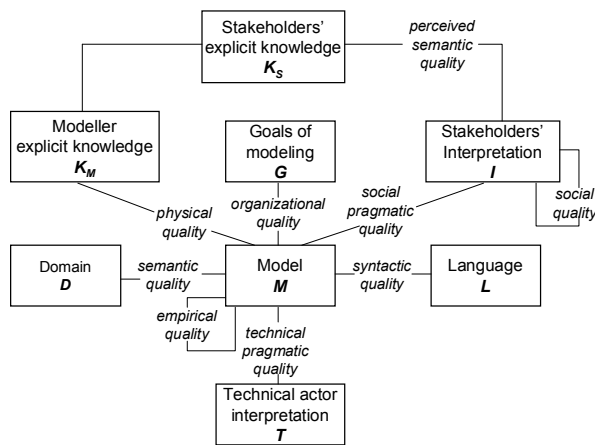 Stakeholders'
explicit knowledge
K_S
perceived
semantic
quality
Modeller
explicit knowledge
K_M
Goals of
modeling
G
Stakeholders'
Interpretation
I
physical
quality
organizational
quality
social
pragmatic
quality
social
quality
Domain
D
semantic
quality
Model
M
syntactic
quality
Language
L
empirical
quality
technical
pragmatic
quality
Technical actor
interpretation
T